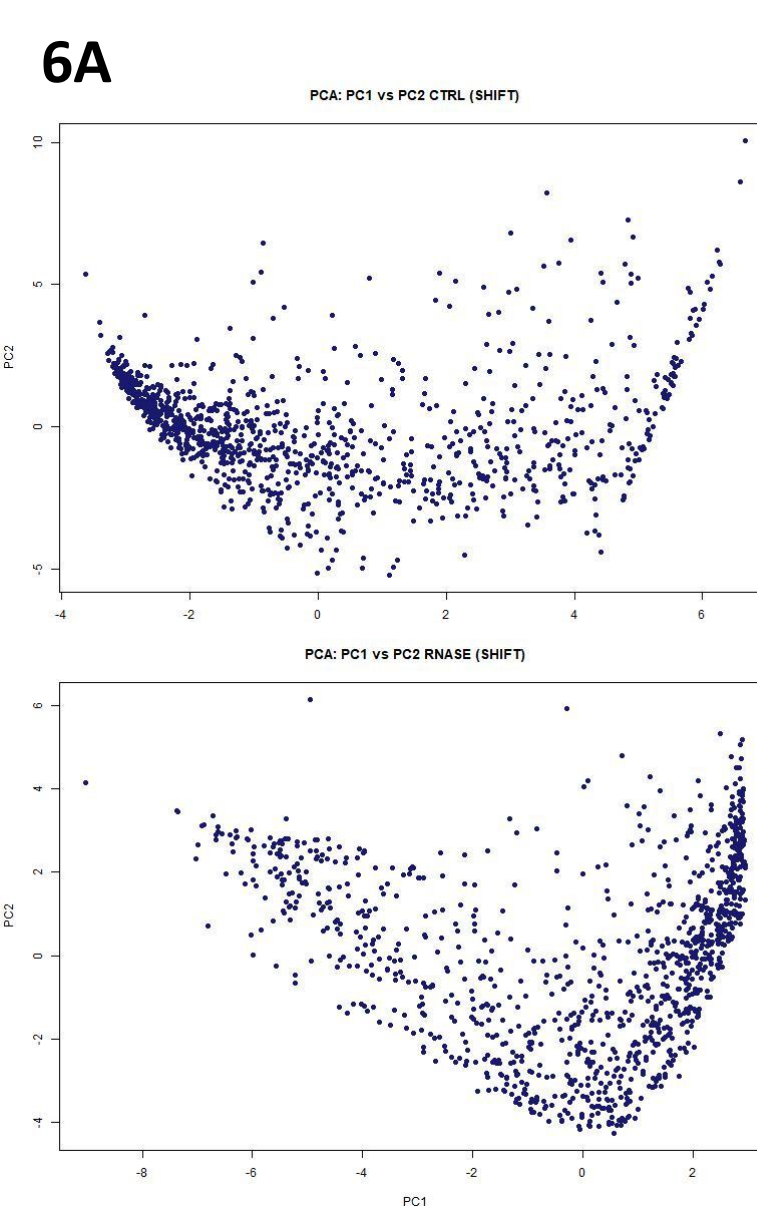 6A
PCA: PC1 vs PC2 CTRL (SHIFT)
10
5
0
-5
PC2
-4 -2 0 2 4 6
PCA: PC1 vs PC2 RNASE (SHIFT)
6
4
2
0
-2
-4
PC2
-8 -6 -4 -2 0 2
PC1